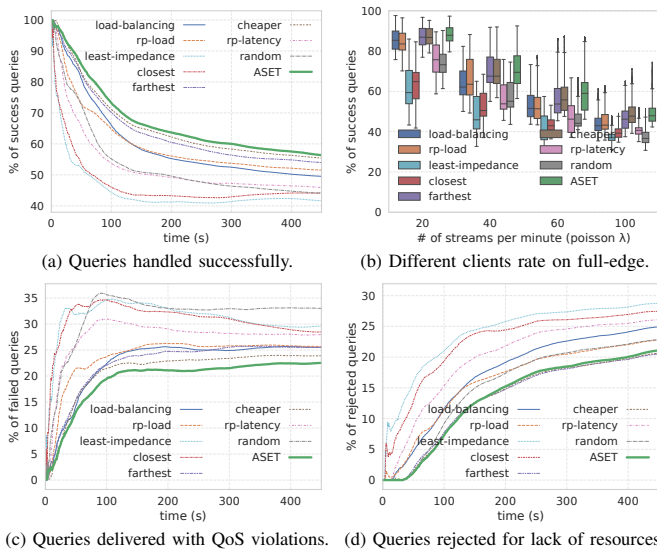 % of success queries
100
90
80
70
60
50
40
load-balancing
rp-load
least-impedance
closest
farthest
cheaper
rp-latency
random
ASET
0
100
200
300
400
time (s)
(a) Queries handled successfully.
% of success queries
100
80
60
40
20
0
load-balancing
rp-load
least-impedance
closest
farthest
cheaper
rp-latency
random
ASET
20
40
60
80
100
# of streams per minute (poisson λ)
(b) Different clients rate on full-edge.
% of failed queries
35
30
25
20
15
10
5
0
load-balancing
rp-load
least-impedance
closest
farthest
cheaper
rp-latency
random
ASET
0
100
200
300
400
time (s)
(c) Queries delivered with QoS violations.
% of rejected queries
30
25
20
15
10
5
0
load-balancing
rp-load
least-impedance
closest
farthest
cheaper
rp-latency
random
ASET
0
100
200
300
400
time (s)
(d) Queries rejected for lack of resources